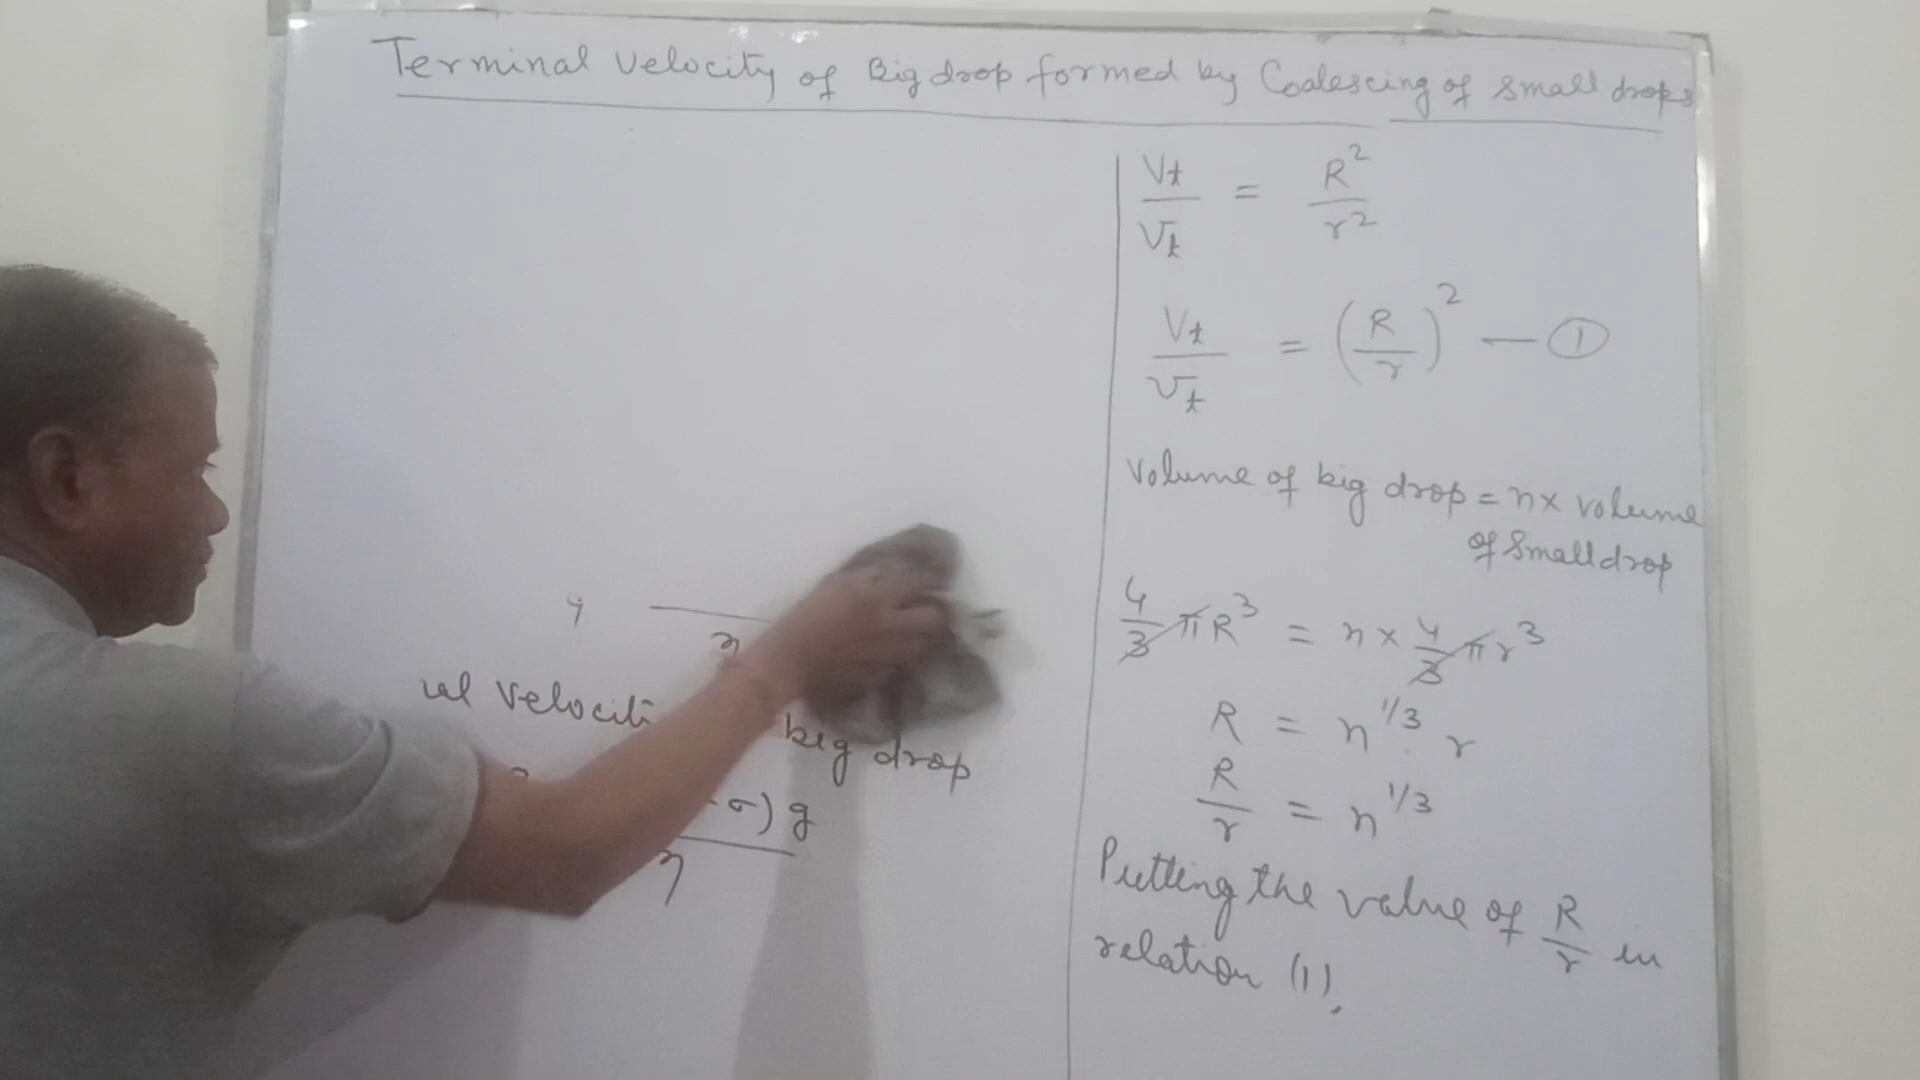 Terminal velocity of Big drop formed by Coalescing of small drops
η
al velocit big drop
σ) g
η
Vt / vt = R² / r²
Vt / vt = (R / r)² — ①
Volume of big drop = n x volume
of small drop
4/3 πR³ = n x 4/3 πr³
R = n^1/3 r
R / r = n^1/3
Putting the value of R / r in
relation (1),